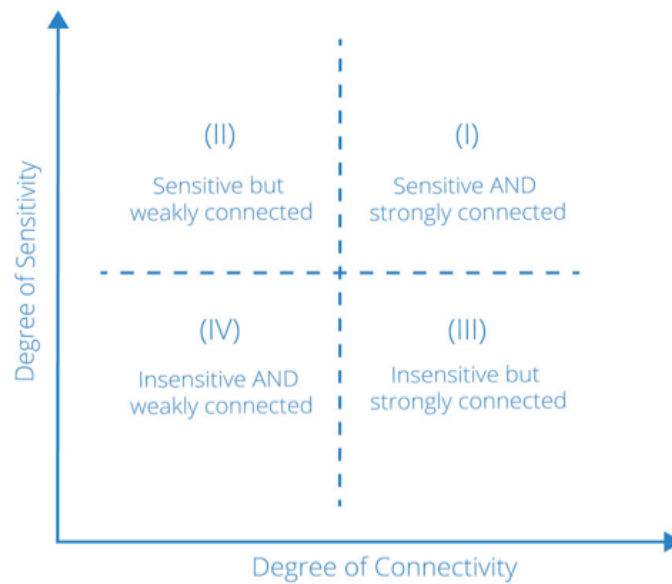 Degree of Sensitivity
(II)
Sensitive but
weakly connected
(I)
Sensitive AND
strongly connected
(IV)
Insensitive AND
weakly connected
(III)
Insensitive but
strongly connected
Degree of Connectivity